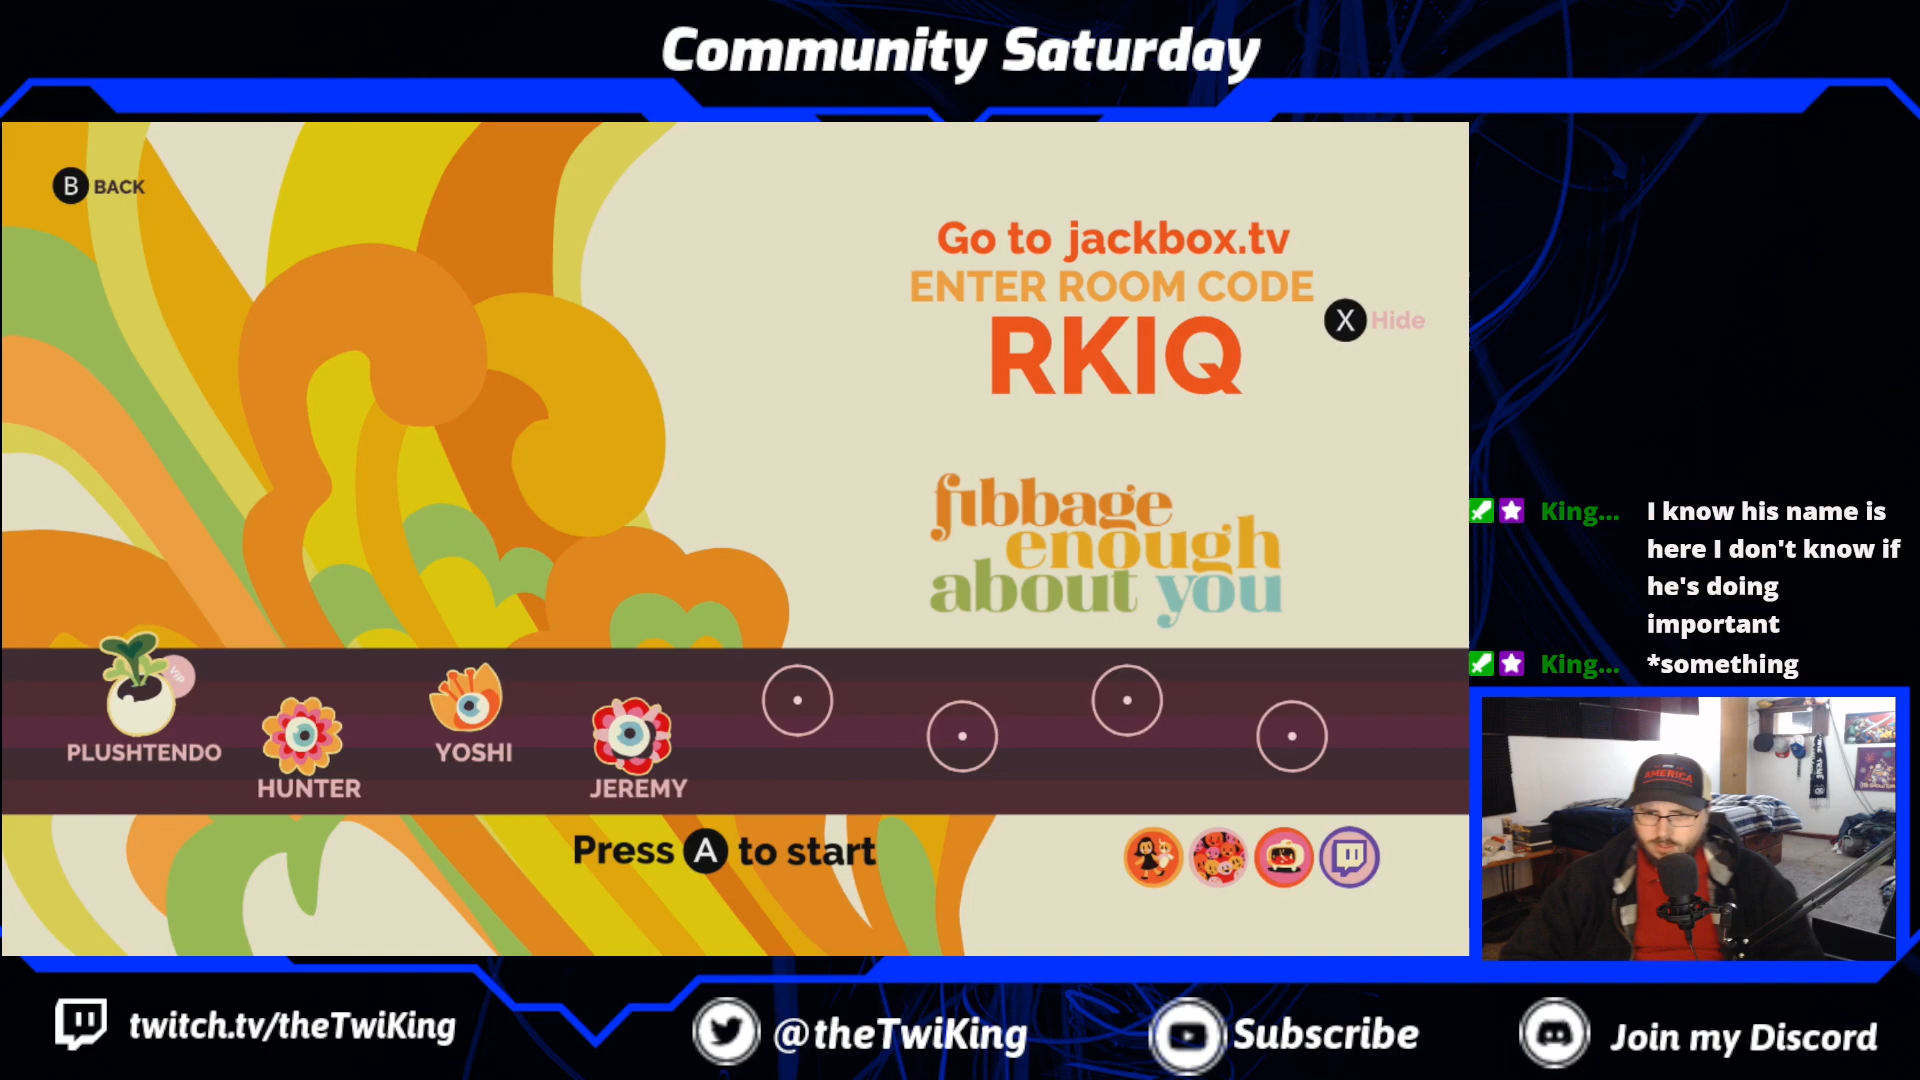 Community Saturday
B BACK
Go to jackbox.tv
ENTER ROOM CODE
RKIQ
X Hide
fibbage
enough
about you
VIP
PLUSHTENDO
HUNTER
YOSHI
JEREMY
Press A to start
King... I know his name is
here I don't know if
he's doing
important
King... *something
AMERICA
twitch.tv/theTwiKing
@theTwiKing
Subscribe
Join my Discord